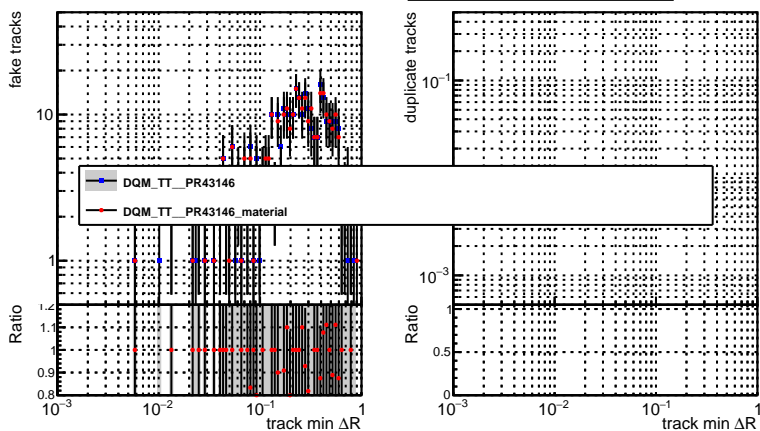 fake tracks
10
1
Ratio
1.2
1.1
1
0.9
0.8
10−3
10−2
10−1
1
track min ΔR
duplicate tracks
10−1
10−3
Ratio
1
0.5
0
10−3
10−2
10−1
1
track min ΔR
DQM_TT__PR43146
DQM_TT__PR43146_material